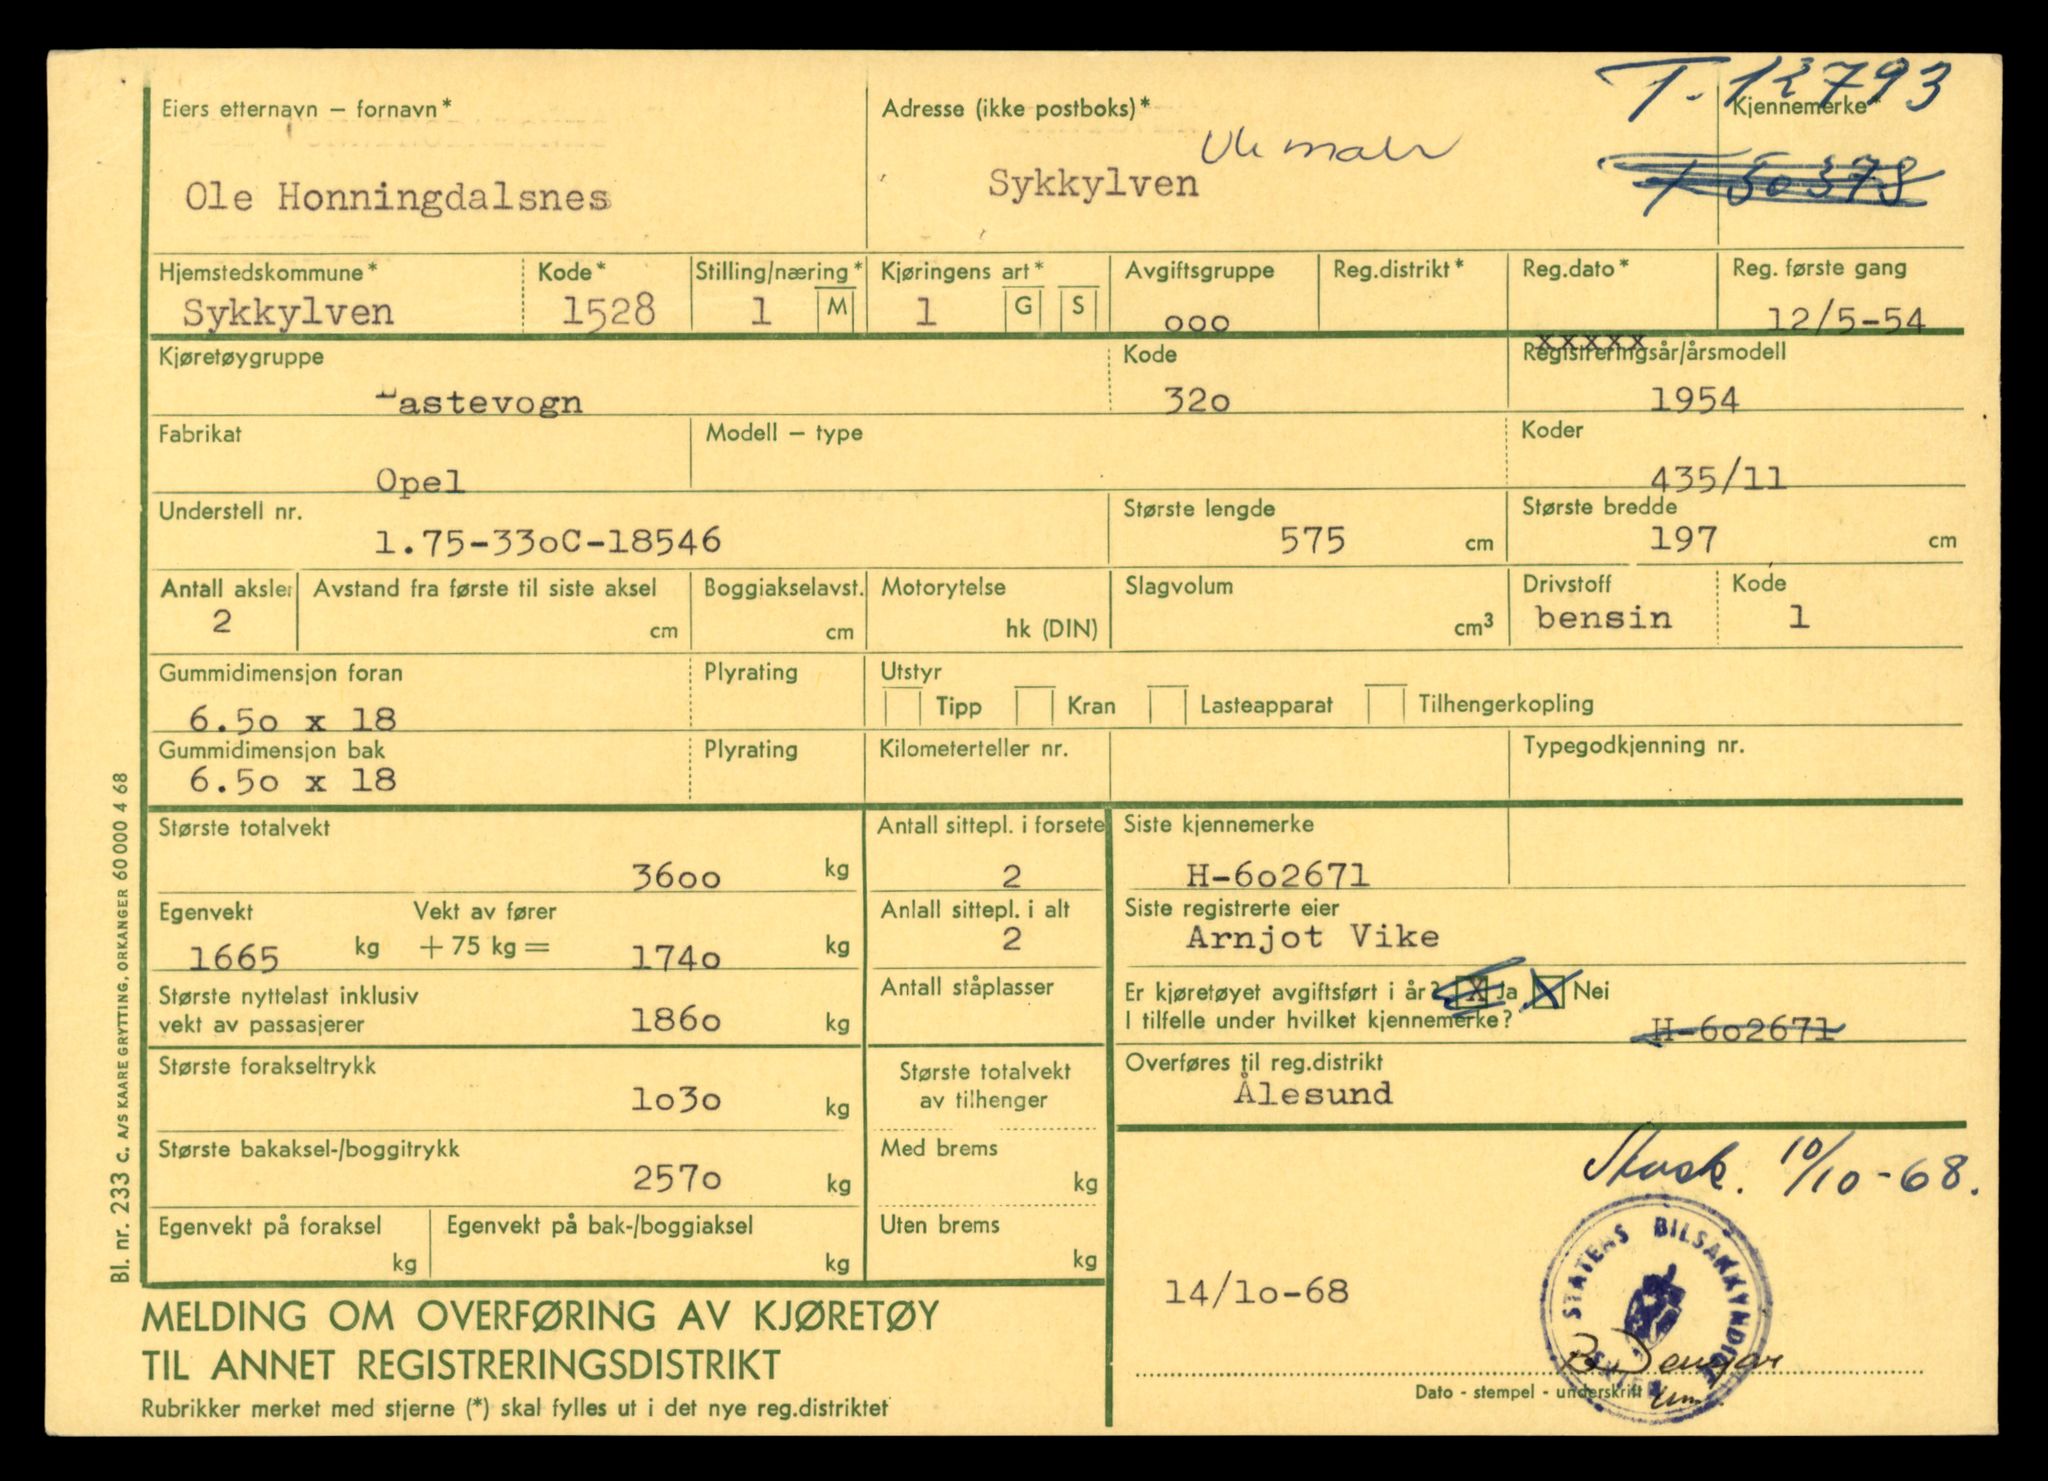 T-12793
Eiers etternavn – fornavn*
Adresse (ikke postboks)*
Kjennemerke*
Ole Honningdalsnes
Sykkylven
T 50378
Hjemstedskommune* Kode* Stilling/næring* Kjøringens art* Avgiftsgruppe Reg.distrikt* Reg.dato* Reg. første gang
Sykkylven 1528 1 M 1 G S ooo 12/5-54
xxxxx
Kjøretøygruppe Kode Registreringsår/årsmodell
Lastevogn 32o 1954
Fabrikat Modell – type Koder
Opel 435/11
Understell nr. Største lengde Største bredde
1.75-33oC-18546 575 cm 197 cm
Antall aksler Avstand fra første til siste aksel Boggiakselavst. Motorytelse Slagvolum Drivstoff Kode
2 cm cm hk (DIN) cm³ bensin 1
Gummidimensjon foran Plyrating Utstyr
6.5o x 18 Tipp Kran Lasteapparat Tilhengerkopling
Gummidimensjon bak Plyrating Kilometerteller nr. Typegodkjenning nr.
6.5o x 18
Største totalvekt Antall sittepl. i forsete Siste kjennemerke
36oo kg 2 H-6o2671
Egenvekt Vekt av fører Anlall sittepl. i alt Siste registrerte eier
1665 kg + 75 kg = 174o kg 2 Arnjot Vike
Største nyttelast inklusiv Antall ståplasser Er kjøretøyet avgiftsført i år? X Ja X Nei
vekt av passasjerer 186o kg I tilfelle under hvilket kjennemerke? H-6o2671
Største forakseltrykk Største totalvekt Overføres til reg.distrikt
1o3o kg av tilhenger Ålesund
Største bakaksel-/boggitrykk Med brems
257o kg kg
10/10-68.
Egenvekt på foraksel Egenvekt på bak-/boggiaksel Uten brems
kg kg kg
14/1o-68
STATENS BILSAKKYNDIGE
MELDING OM OVERFØRING AV KJØRETØY
TIL ANNET REGISTRERINGSDISTRIKT
Dato - stempel - underskrift
Rubrikker merket med stjerne (*) skal fylles ut i det nye reg.distriktet
Bl. nr. 233 c. A/S KAARE GRYTTING, ORKANGER 60 000 4 68